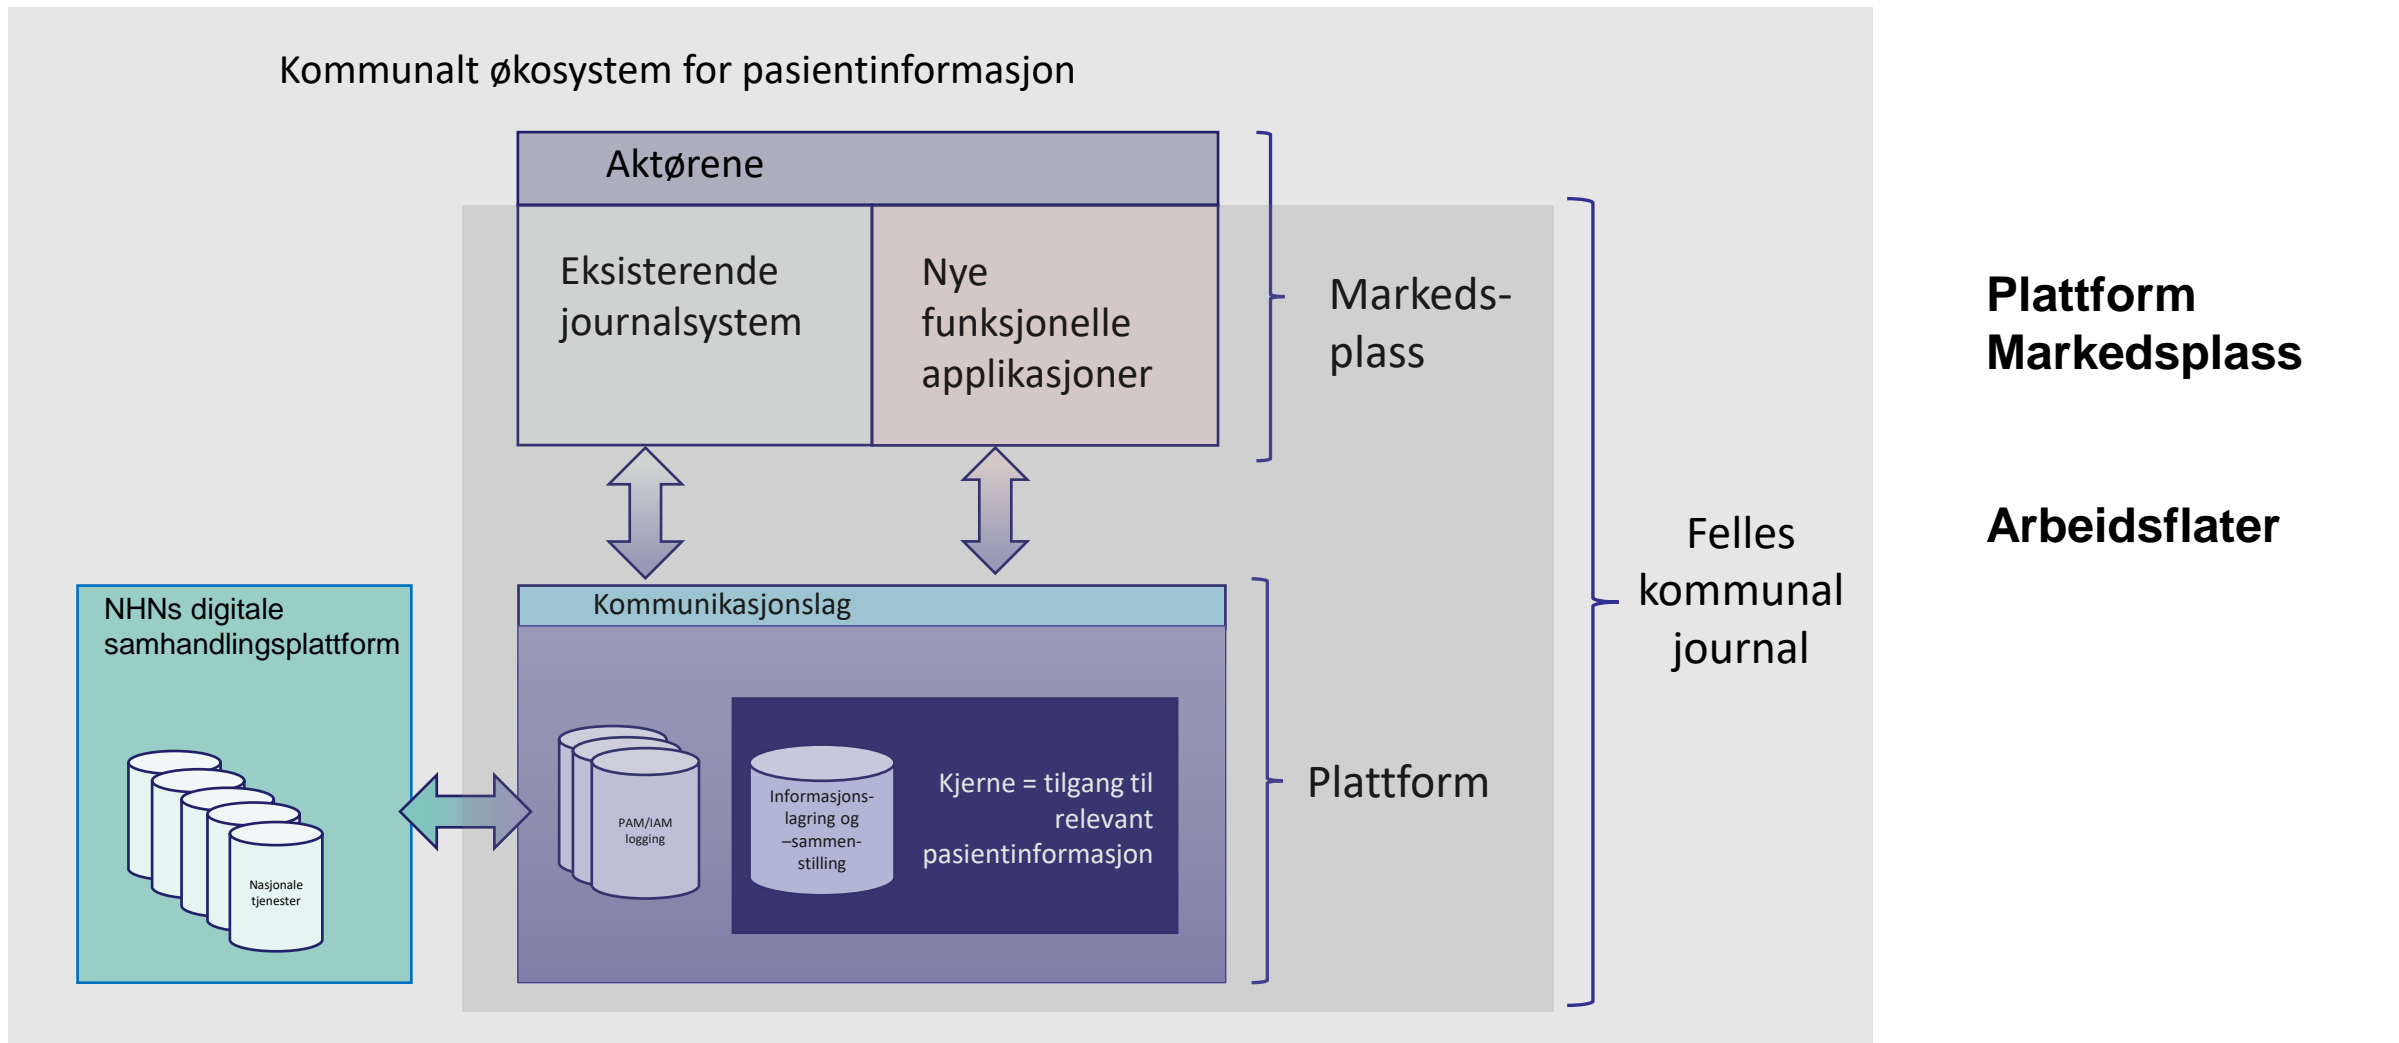 Kommunalt økosystem for pasientinformasjon
Aktørene
Eksisterende
journalsystem
Nye
funksjonelle
applikasjoner
Markeds-
plass
Plattform
Markedsplass
Arbeidsflater
Felles
kommunal
journal
NHNs digitale
samhandlingsplattform
Nasjonale
tjenester
Kommunikasjonslag
PAM/IAM
logging
Informasjons-
lagring og
–sammen-
stilling
Kjerne = tilgang til
relevant
pasientinformasjon
Plattform